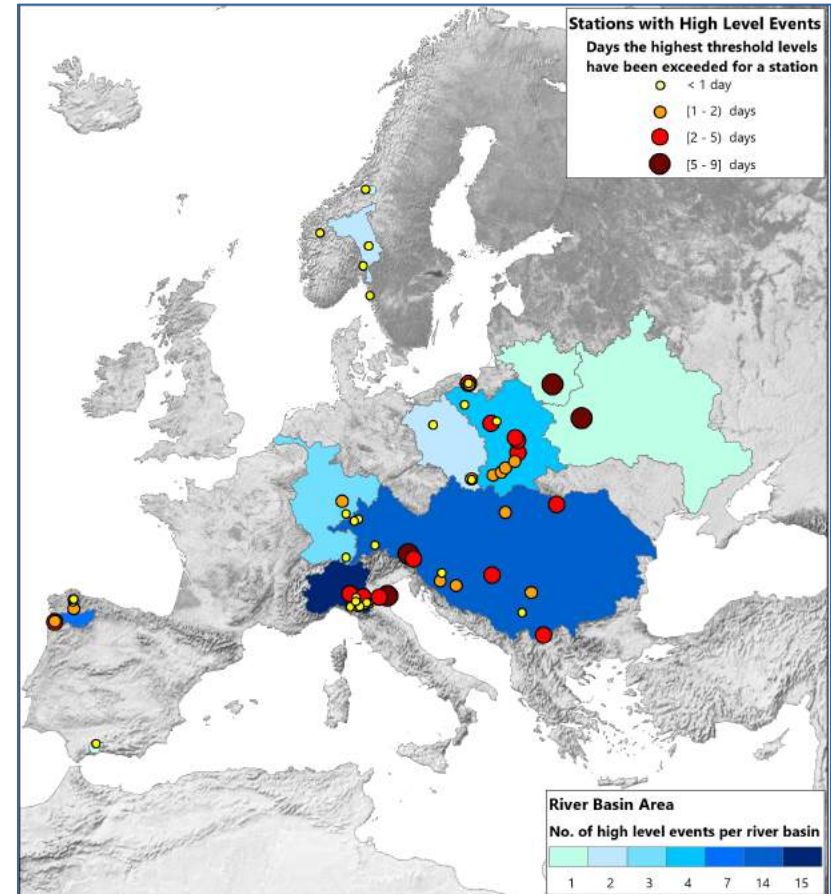 Stations with High Level Events
Days the highest threshold levels
have been exceeded for a station
< 1 day
[1 - 2) days
[2 - 5) days
[5 - 9] days
River Basin Area
No. of high level events per river basin
1 2 3 4 7 14 15